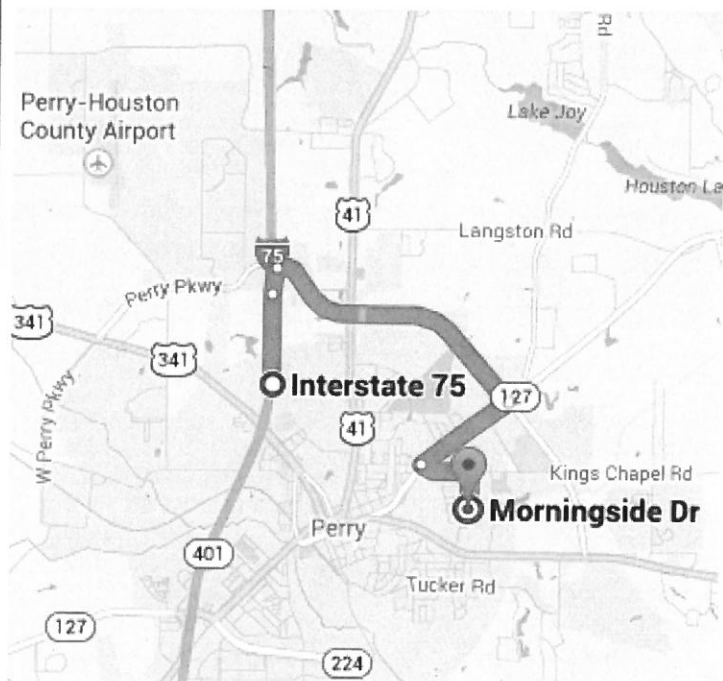 Rd
Perry-Houston
County Airport
Lake Joy
Houston La
41
Langston Rd
75
Perry Pkwy
341
341
W Perry Pkwy
Interstate 75
127
41
Kings Chapel Rd
Morningside Dr
Perry
401
Tucker Rd
127
224